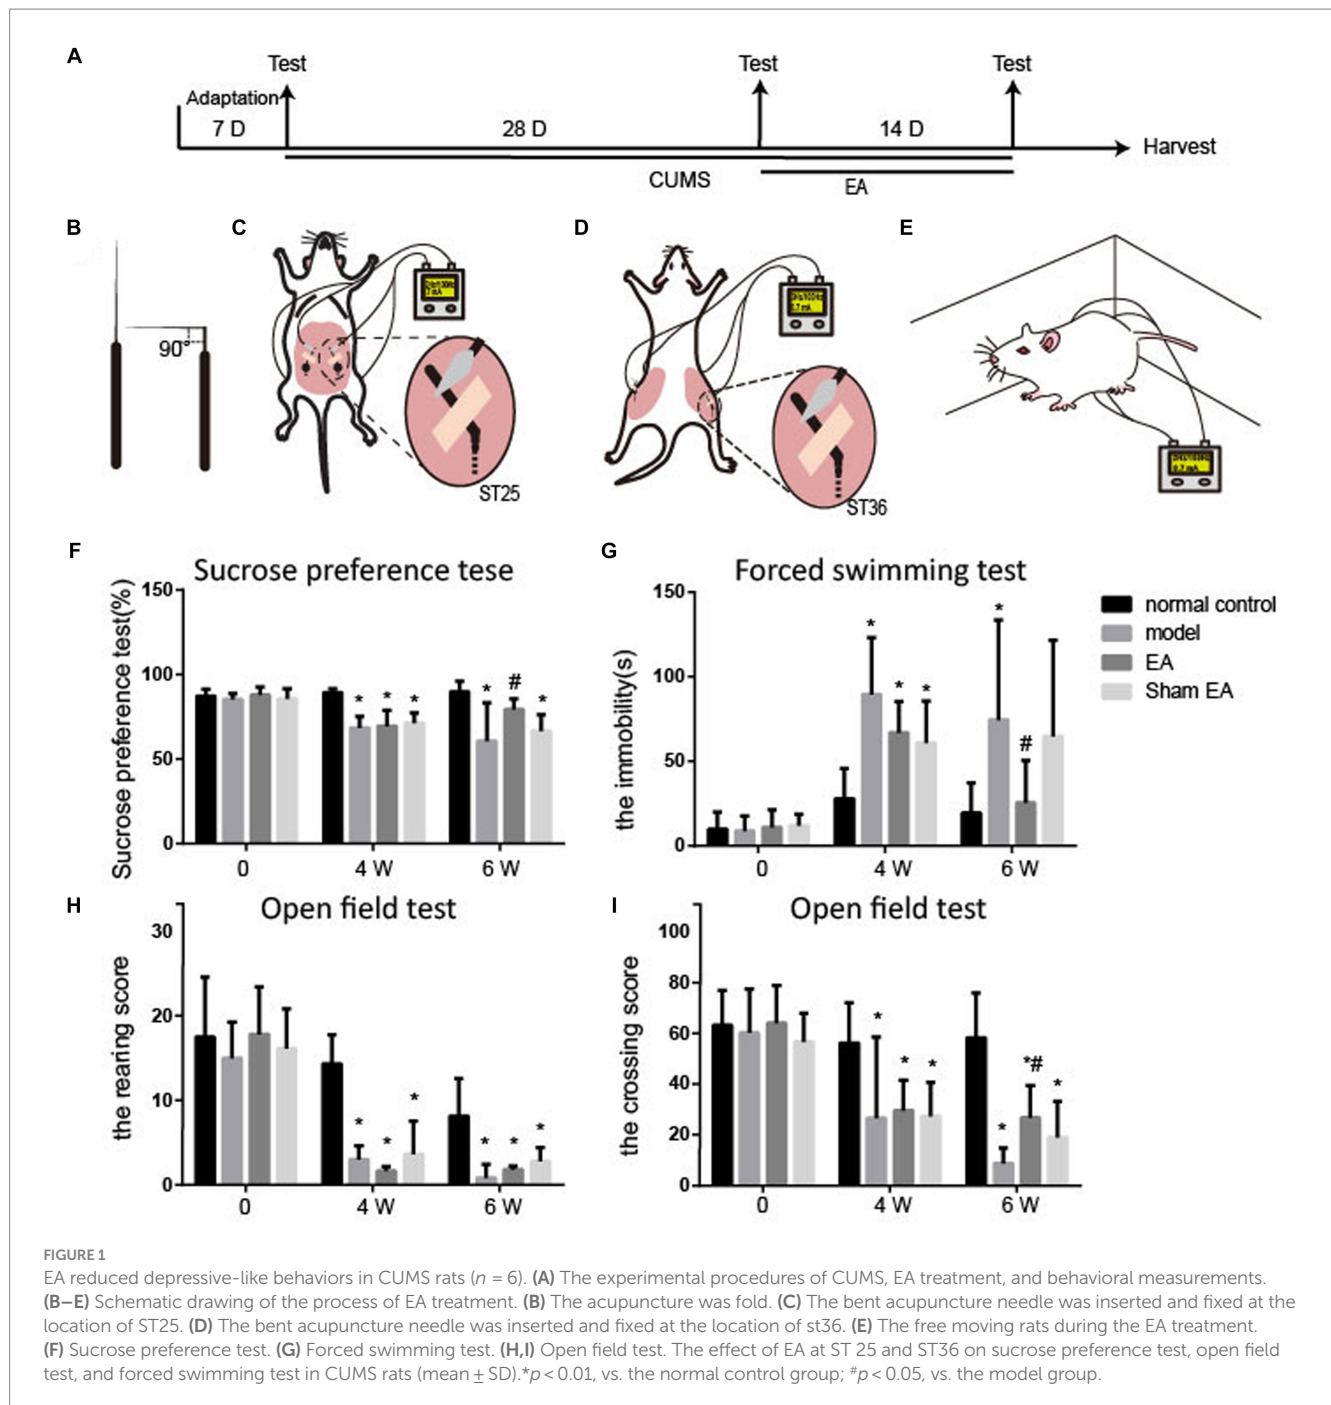 A
Test
Test
Test
Adaptation
7 D
28 D
14 D
Harvest
CUMS
EA
B
C
D
E
90°
ST25
ST36
F
Sucrose preference tese
Sucrose preference test(%)
150
100
50
0
0
4 W
6 W
* * *
* # *
G
Forced swimming test
the immobility(s)
150
100
50
0
0
4 W
6 W
* * *
* #
normal control
model
EA
Sham EA
H
Open field test
the rearing score
30
20
10
0
0
4 W
6 W
* * *
* * *
I
Open field test
the crossing score
100
80
60
40
20
0
0
4 W
6 W
* * *
* *# *
FIGURE 1
EA reduced depressive-like behaviors in CUMS rats (n = 6). (A) The experimental procedures of CUMS, EA treatment, and behavioral measurements.
(B–E) Schematic drawing of the process of EA treatment. (B) The acupuncture was fold. (C) The bent acupuncture needle was inserted and fixed at the
location of ST25. (D) The bent acupuncture needle was inserted and fixed at the location of st36. (E) The free moving rats during the EA treatment.
(F) Sucrose preference test. (G) Forced swimming test. (H,I) Open field test. The effect of EA at ST 25 and ST36 on sucrose preference test, open field
test, and forced swimming test in CUMS rats (mean ± SD).*p < 0.01, vs. the normal control group; #p < 0.05, vs. the model group.